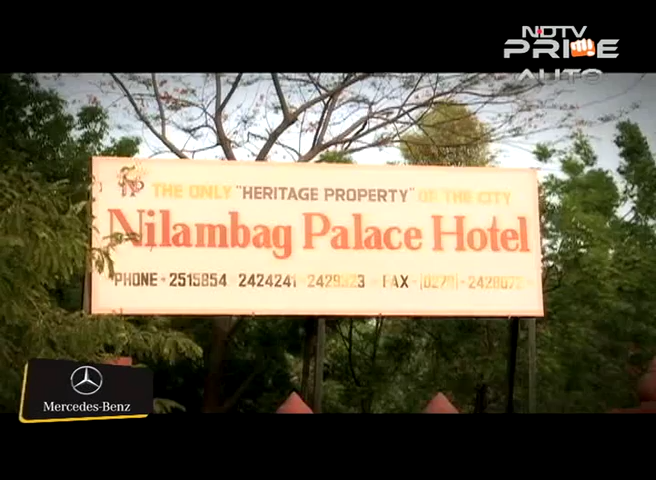 NDTV
PRIME
AUTO
THE ONLY "HERITAGE PROPERTY" OF THE CITY
Nilambag Palace Hotel
PHONE - 2515854 2424241 FAX - (0278) -
Mercedes-Benz